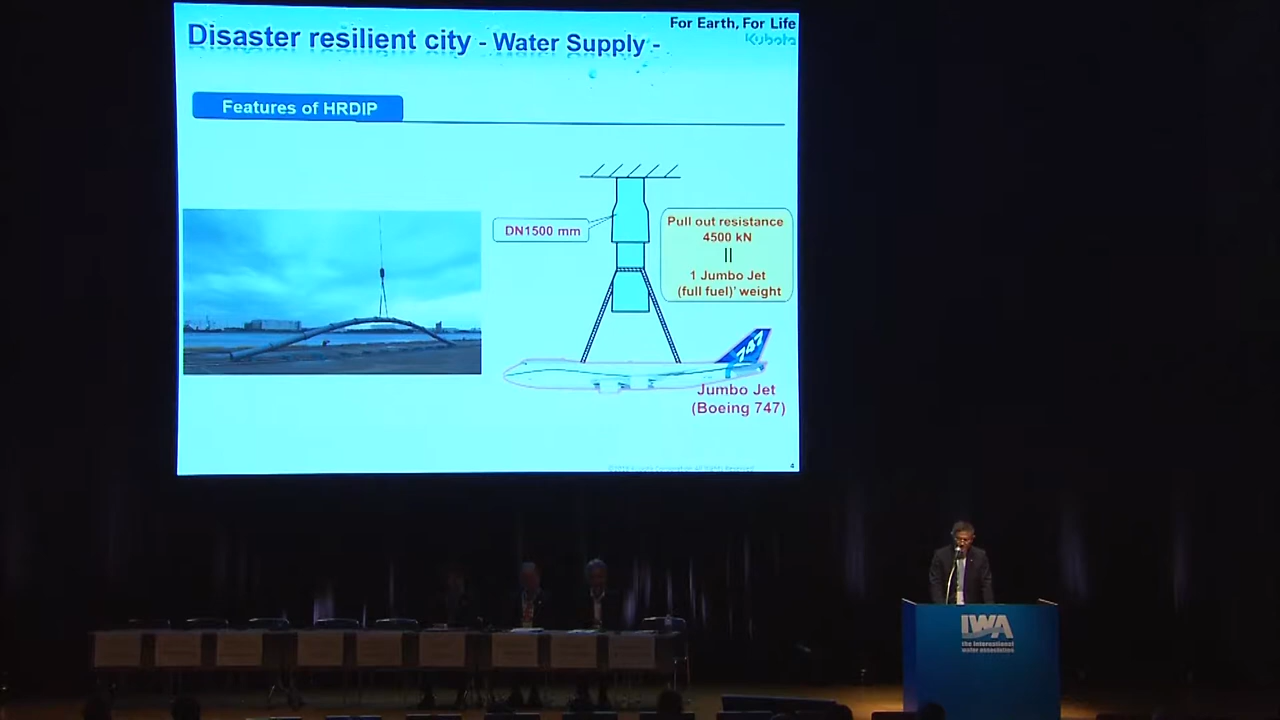 Disaster resilient city - Water Supply -
For Earth, For Life
Kubota
Features of HRDIP
DN1500 mm
Pull out resistance
4500 kN
||
1 Jumbo Jet
(full fuel)' weight
747
Jumbo Jet
(Boeing 747)
4
IWA
the international
water association